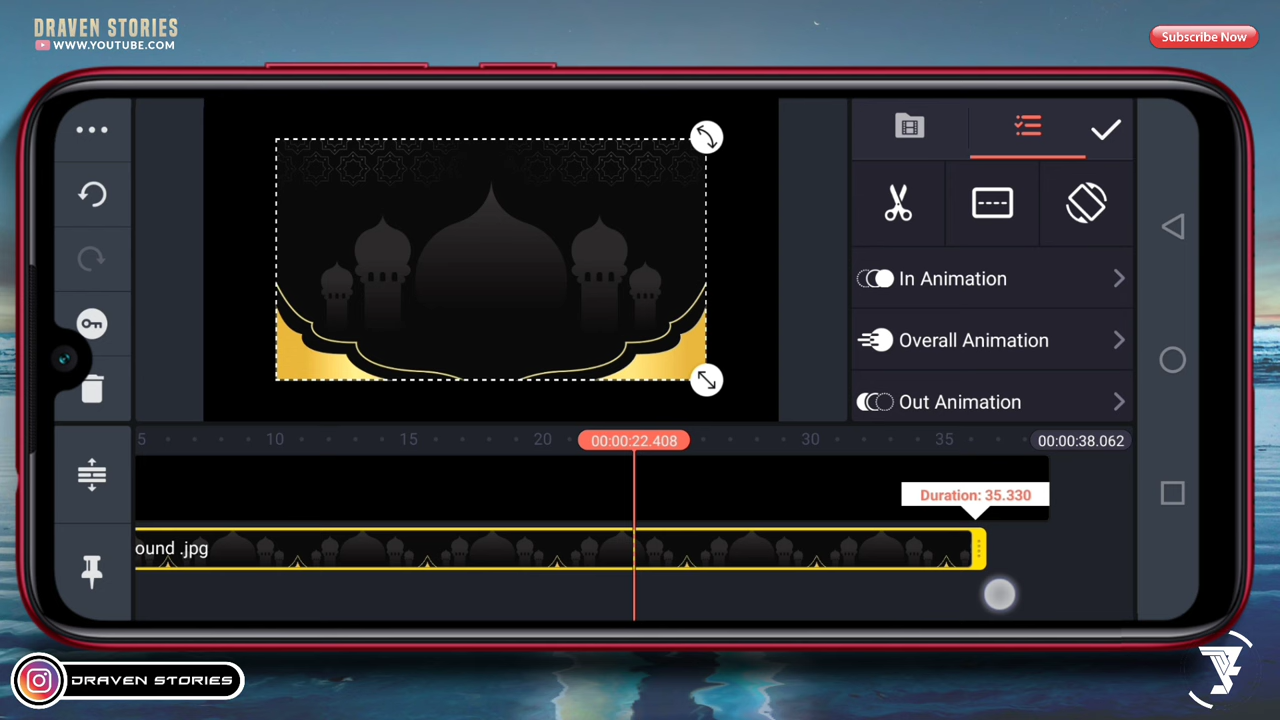 DRAVEN STORIES
WWW.YOUTUBE.COM
Subscribe Now
In Animation
Overall Animation
Out Animation
5 10 15 20 00:00:22.408 30 35 00:00:38.062
Duration: 35.330
ound .jpg
DRAVEN STORIES